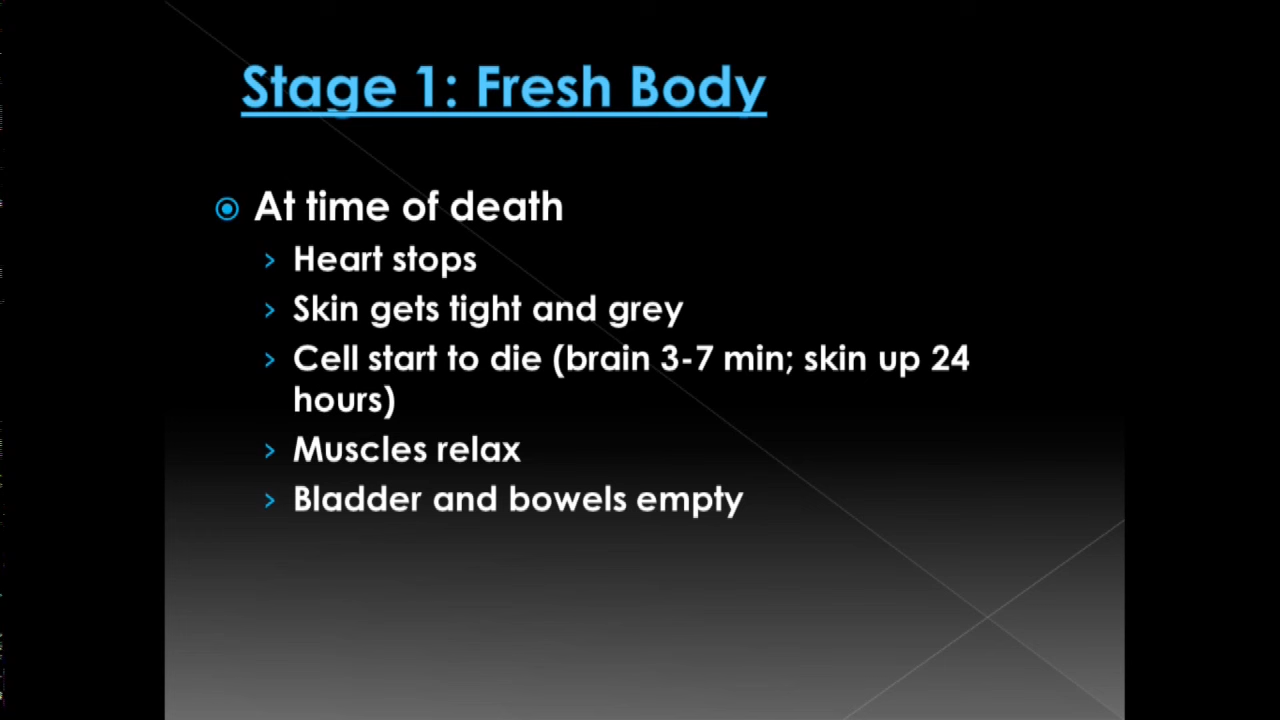 Stage 1: Fresh Body
At time of death
Heart stops
Skin gets tight and grey
Cell start to die (brain 3-7 min; skin up 24
hours)
Muscles relax
Bladder and bowels empty